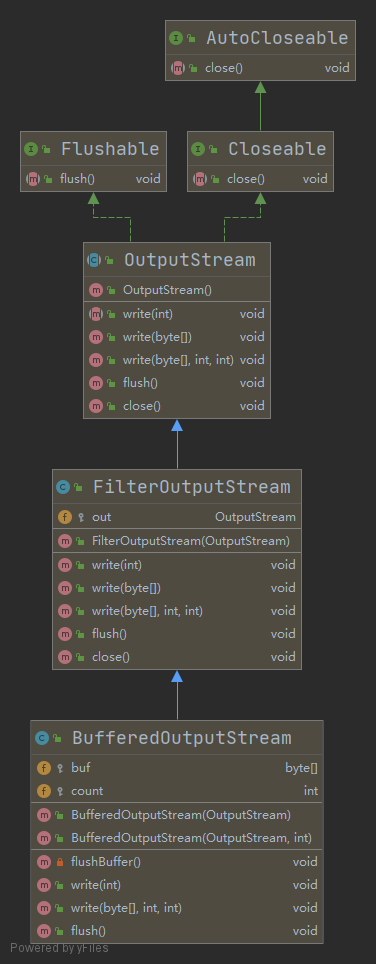 AutoCloseable
close() void
Flushable
flush() void
Closeable
close() void
OutputStream
OutputStream()
write(int) void
write(byte[]) void
write(byte[], int, int) void
flush() void
close() void
FilterOutputStream
out OutputStream
FilterOutputStream(OutputStream)
write(int) void
write(byte[]) void
write(byte[], int, int) void
flush() void
close() void
BufferedOutputStream
buf byte[]
count int
BufferedOutputStream(OutputStream)
BufferedOutputStream(OutputStream, int)
flushBuffer() void
write(int) void
write(byte[], int, int) void
flush() void
Powered by yFiles